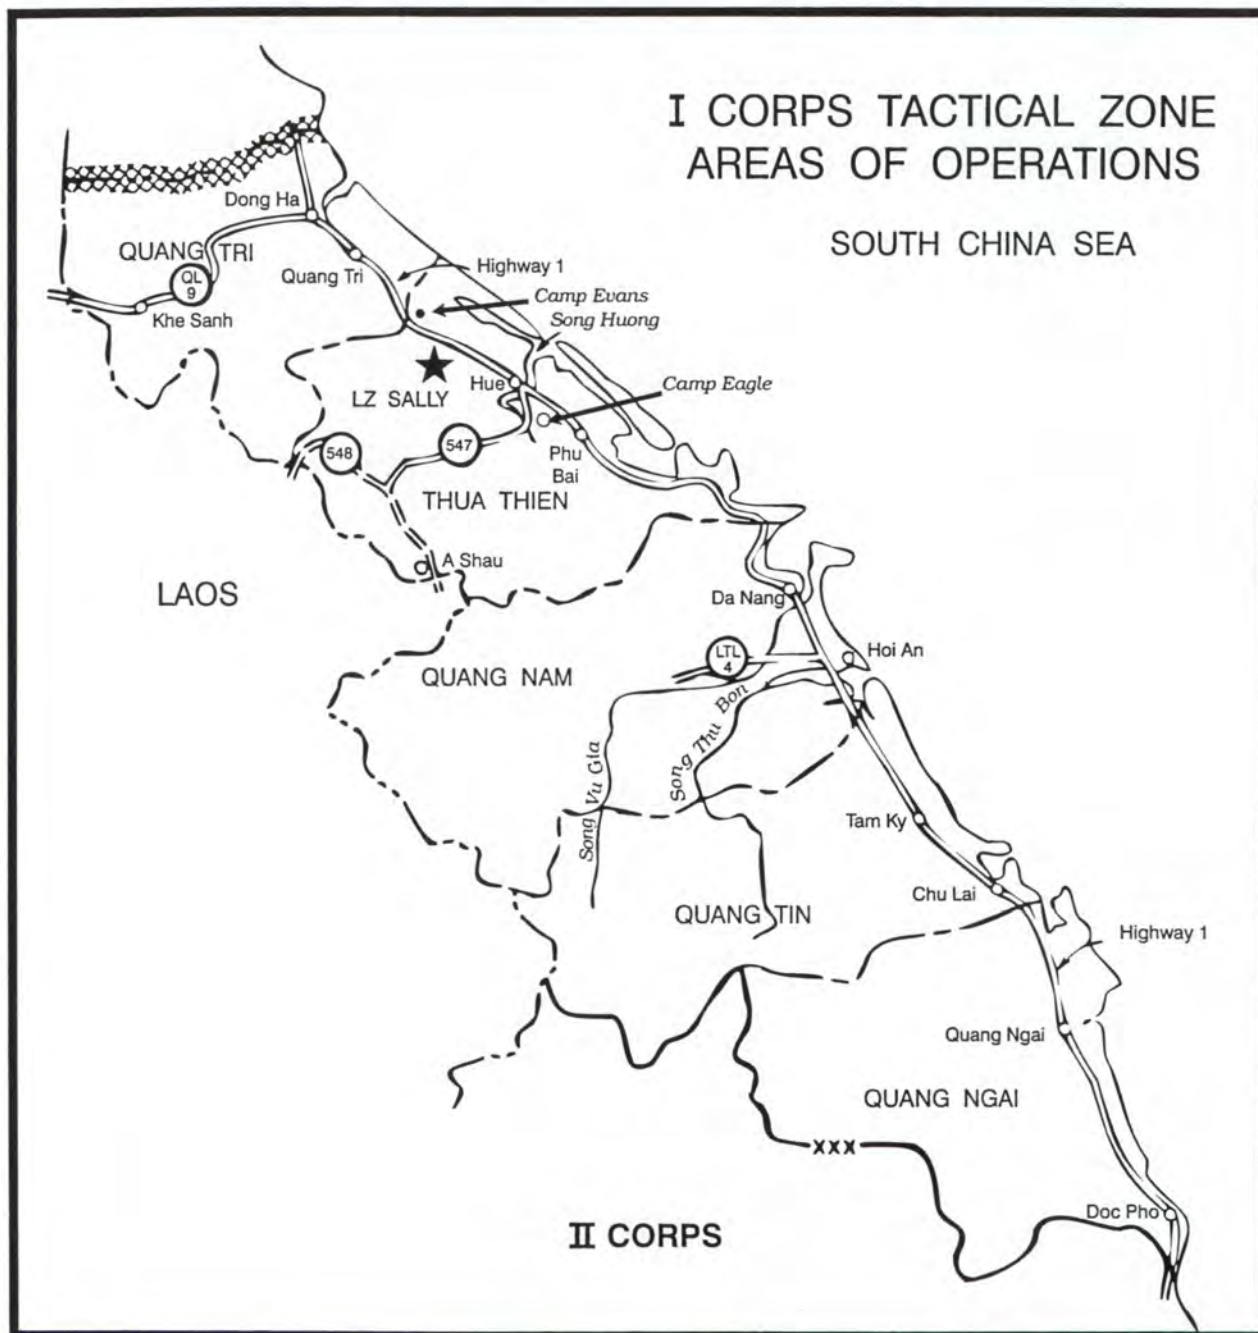 I CORPS TACTICAL ZONE
AREAS OF OPERATIONS
SOUTH CHINA SEA
Dong Ha
QUANG TRI
QL
9
Quang Tri
Highway 1
Khe Sanh
Camp Evans
Song Huong
LZ SALLY
Hue
Camp Eagle
548
547
Phu
Bai
THUA THIEN
A Shau
LAOS
Da Nang
LTL
4
Hoi An
QUANG NAM
Song Thu Bon
Song Vu Gia
Tam Ky
Chu Lai
QUANG TIN
Highway 1
Quang Ngai
QUANG NGAI
XXX
Doc Pho
II CORPS